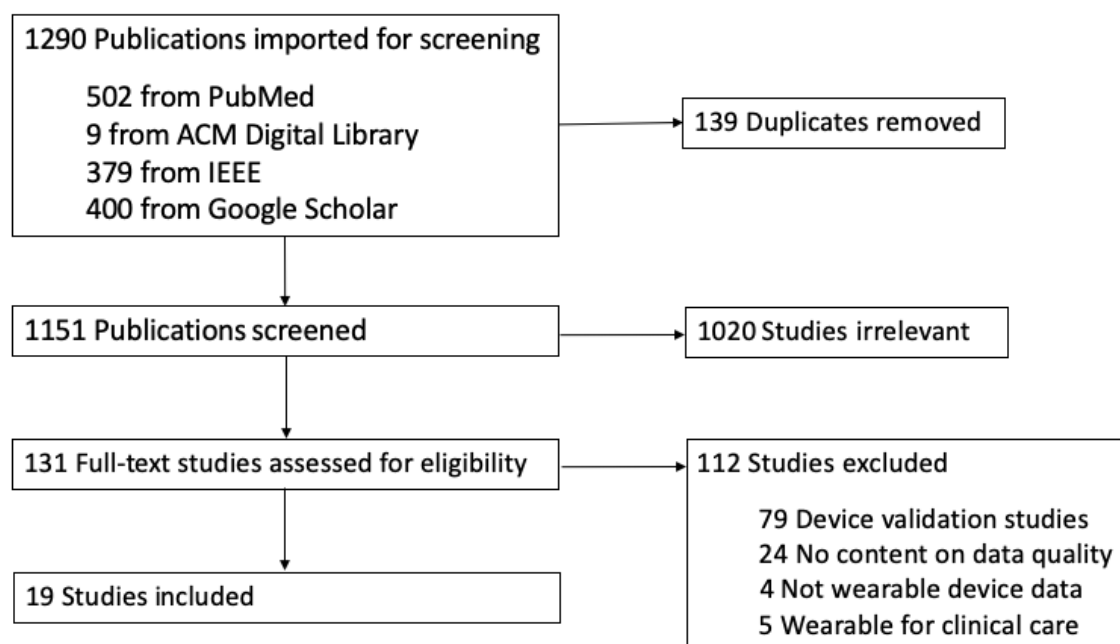 1290 Publications imported for screening
502 from PubMed
9 from ACM Digital Library
379 from IEEE
400 from Google Scholar
139 Duplicates removed
1151 Publications screened
1020 Studies irrelevant
131 Full-text studies assessed for eligibility
112 Studies excluded
79 Device validation studies
24 No content on data quality
4 Not wearable device data
5 Wearable for clinical care
19 Studies included